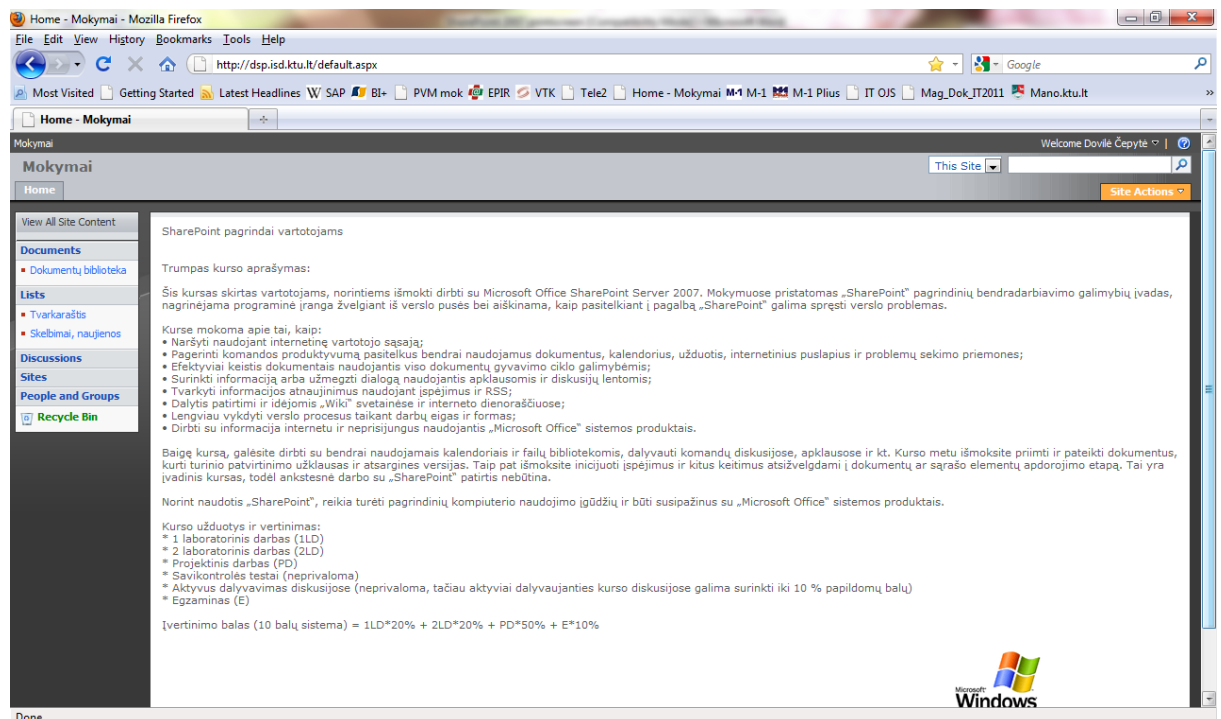 Home - Mokymai - Mozilla Firefox
File Edit View History Bookmarks Tools Help
http://dsp.isd.ktu.lt/default.aspx Google
Most Visited Getting Started Latest Headlines W SAP BI+ PVM mok EPIR VTK Tele2 Home - Mokymai M-1 M-1 M-1 Plius IT OJS Mag_Dok_IT2011 Mano.ktu.lt »
Home - Mokymai
Mokymai Welcome Dovilė Čepytė
Mokymai This Site
Home Site Actions
View All Site Content
Documents
Dokumentų biblioteka
Lists
Tvarkaraštis
Skelbimai, naujienos
Discussions
Sites
People and Groups
Recycle Bin
SharePoint pagrindai vartotojams
Trumpas kurso aprašymas:
Šis kursas skirtas vartotojams, norintiems išmokti dirbti su Microsoft Office SharePoint Server 2007. Mokymuose pristatomas „SharePoint“ pagrindinių bendradarbiavimo galimybių įvadas,
nagrinėjama programinė įranga žvelgiant iš verslo pusės bei aiškinama, kaip pasitelkiant į pagalbą „SharePoint“ galima spręsti verslo problemas.
Kurse mokoma apie tai, kaip:
• Naršyti naudojant internetinę vartotojo sąsają;
• Pagerinti komandos produktyvumą pasitelkus bendrai naudojamus dokumentus, kalendorius, užduotis, internetinius puslapius ir problemų sekimo priemones;
• Efektyviai keistis dokumentais naudojantis viso dokumentų gyvavimo ciklo galimybėmis;
• Surinkti informaciją arba užmegzti dialogą naudojantis apklausomis ir diskusijų lentomis;
• Tvarkyti informacijos atnaujinimus naudojant įspėjimus ir RSS;
• Dalytis patirtimi ir idėjomis „Wiki“ svetainėse ir interneto dienoraščiuose;
• Lengviau vykdyti verslo procesus taikant darbų eigas ir formas;
• Dirbti su informacija internetu ir neprisijungus naudojantis „Microsoft Office“ sistemos produktais.
Baigę kursą, galėsite dirbti su bendrai naudojamais kalendoriais ir failų bibliotekomis, dalyvauti komandų diskusijose, apklausose ir kt. Kurso metu išmoksite priimti ir pateikti dokumentus,
kurti turinio patvirtinimo užklausas ir atsargines versijas. Taip pat išmoksite inicijuoti įspėjimus ir kitus keitimus atsižvelgdami į dokumentų ar sąrašo elementų apdorojimo etapą. Tai yra
įvadinis kursas, todėl ankstesnė darbo su „SharePoint“ patirtis nebūtina.
Norint naudotis „SharePoint“, reikia turėti pagrindinių kompiuterio naudojimo įgūdžių ir būti susipažinus su „Microsoft Office“ sistemos produktais.
Kurso užduotys ir vertinimas:
* 1 laboratorinis darbas (1LD)
* 2 laboratorinis darbas (2LD)
* Projektinis darbas (PD)
* Savikontrolės testai (neprivaloma)
* Aktyvus dalyvavimas diskusijose (neprivaloma, tačiau aktyviai dalyvaujanties kurso diskusijose galima surinkti iki 10 % papildomų balų)
* Egzaminas (E)
Įvertinimo balas (10 balų sistema) = 1LD*20% + 2LD*20% + PD*50% + E*10%
Microsoft
Windows
Done